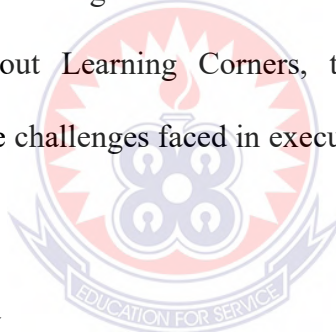 g
out Learning Corners, t
e challenges faced in execu
EDUCATION FOR SERVICE